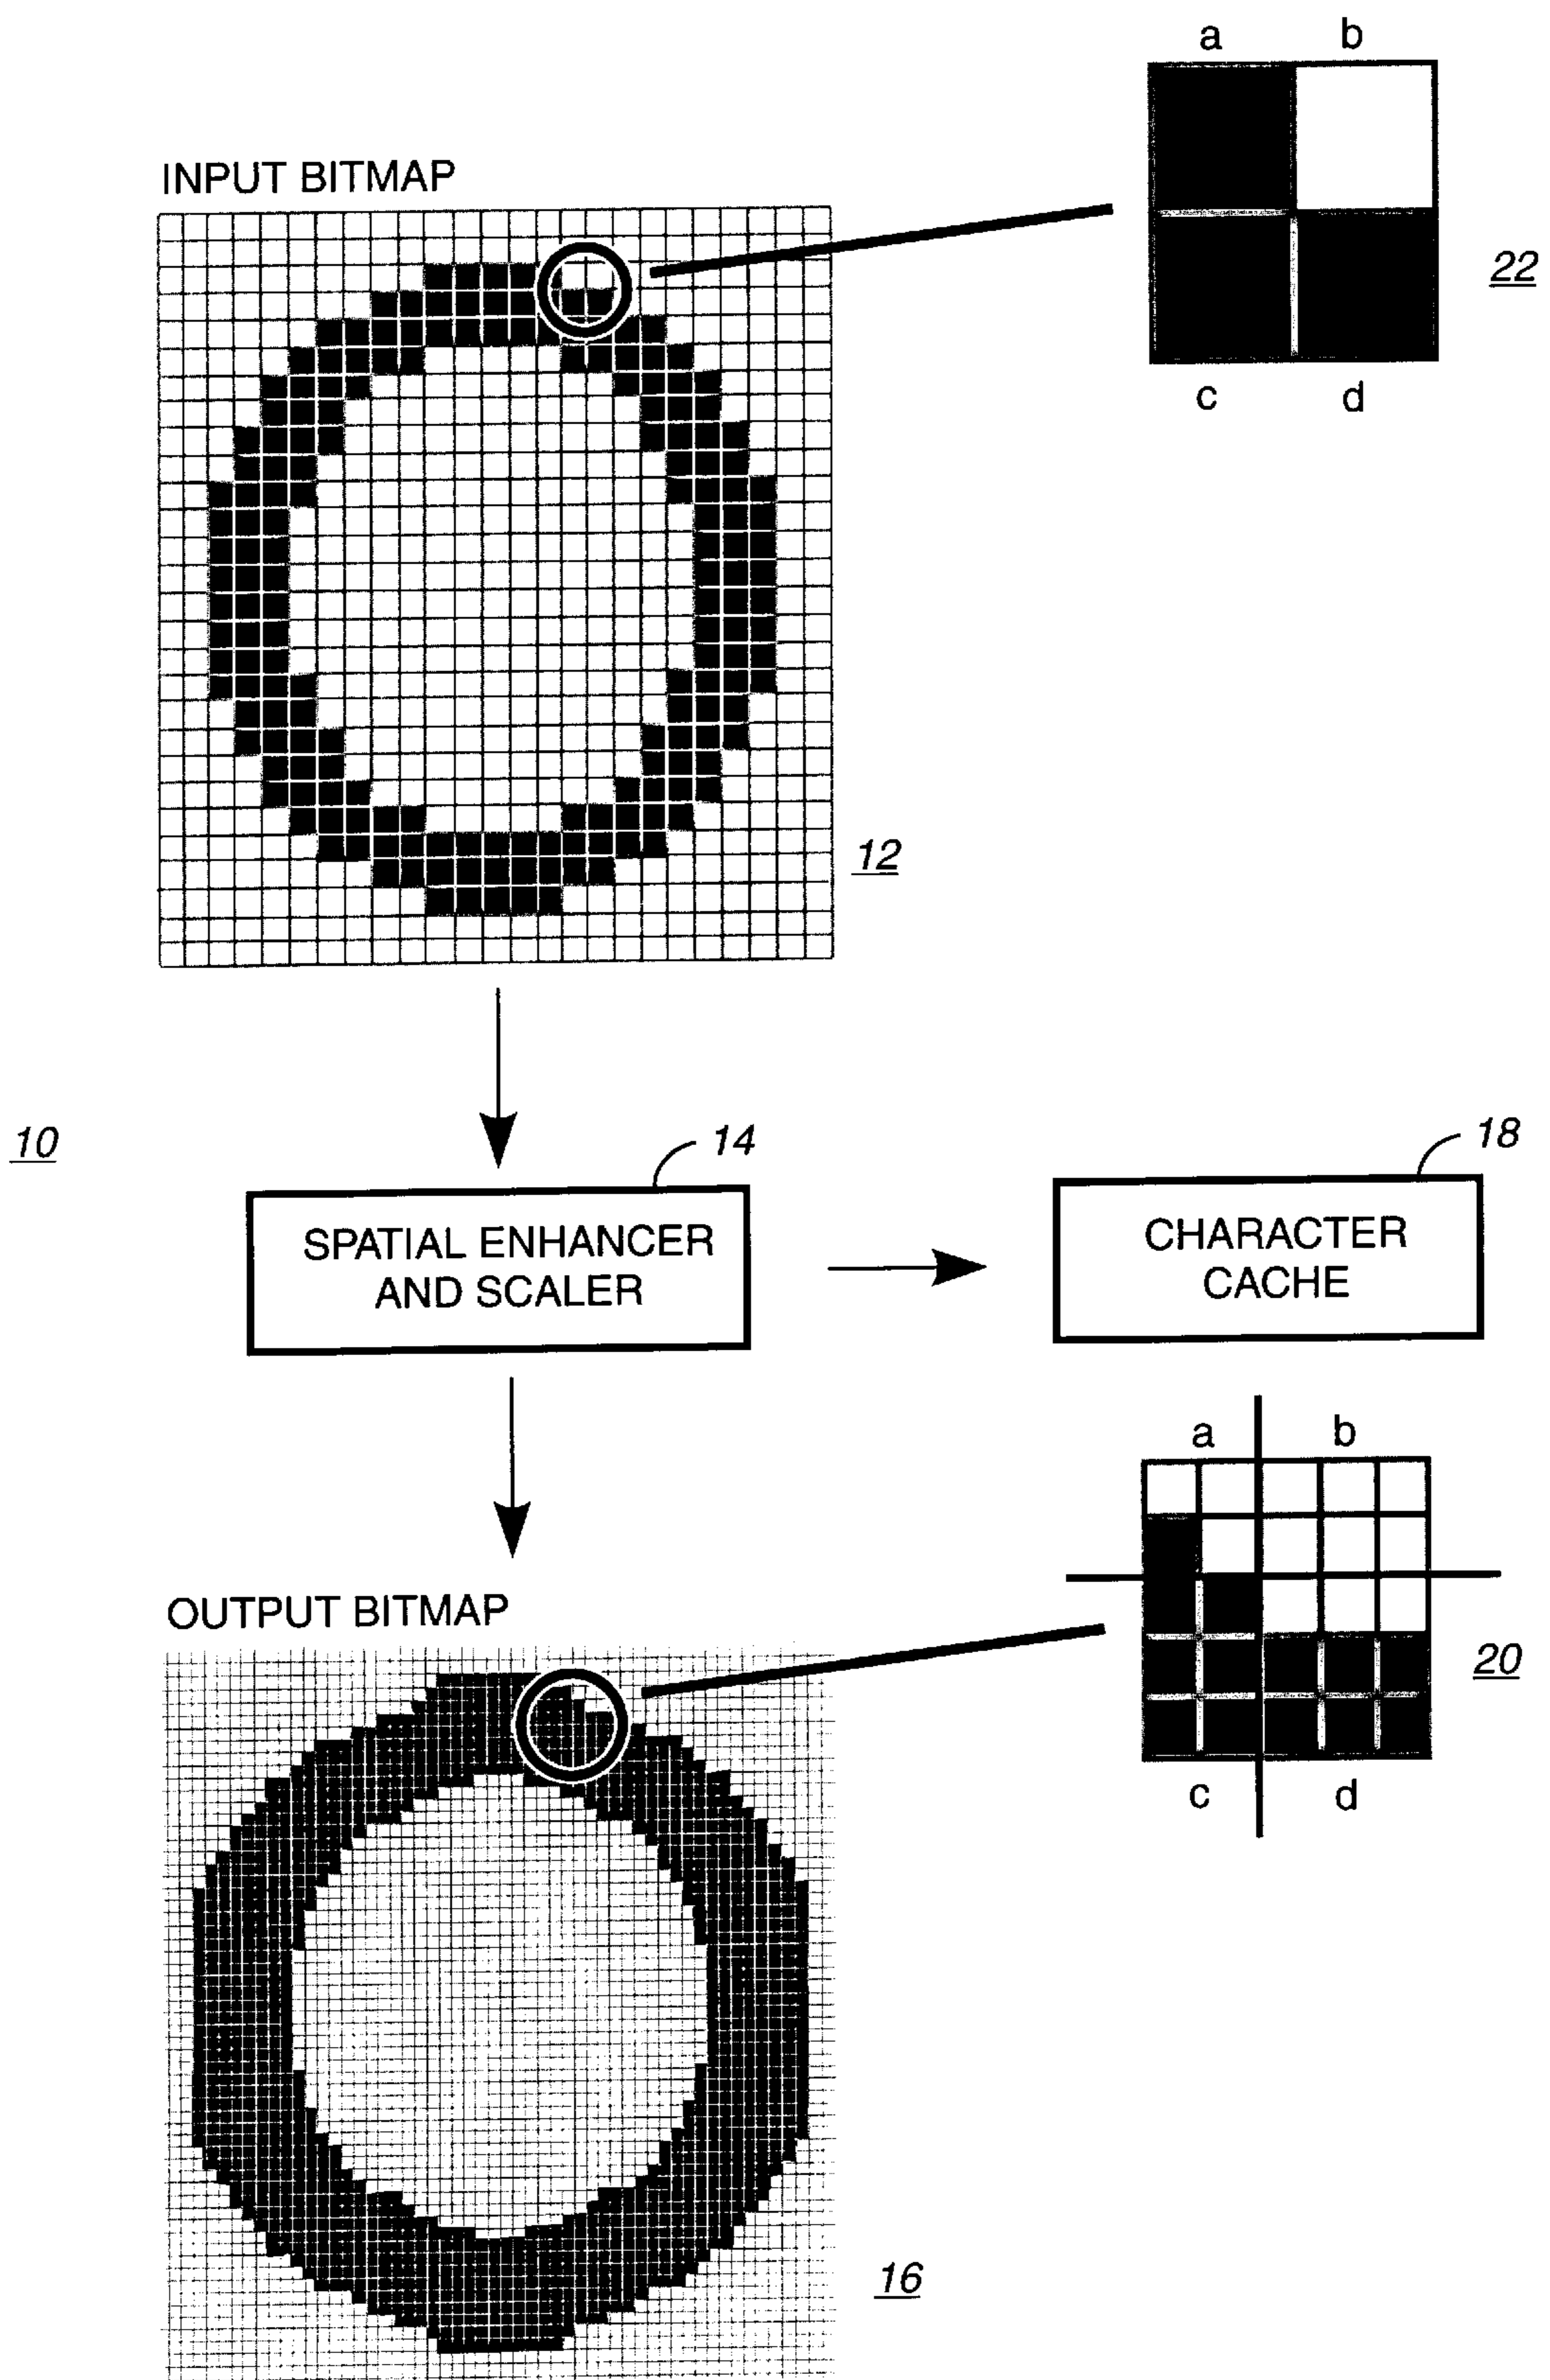 a b
INPUT BITMAP
22
c d
12
10
14
18
SPATIAL ENHANCER
AND SCALER
CHARACTER
CACHE
a b
OUTPUT BITMAP
20
c d
16